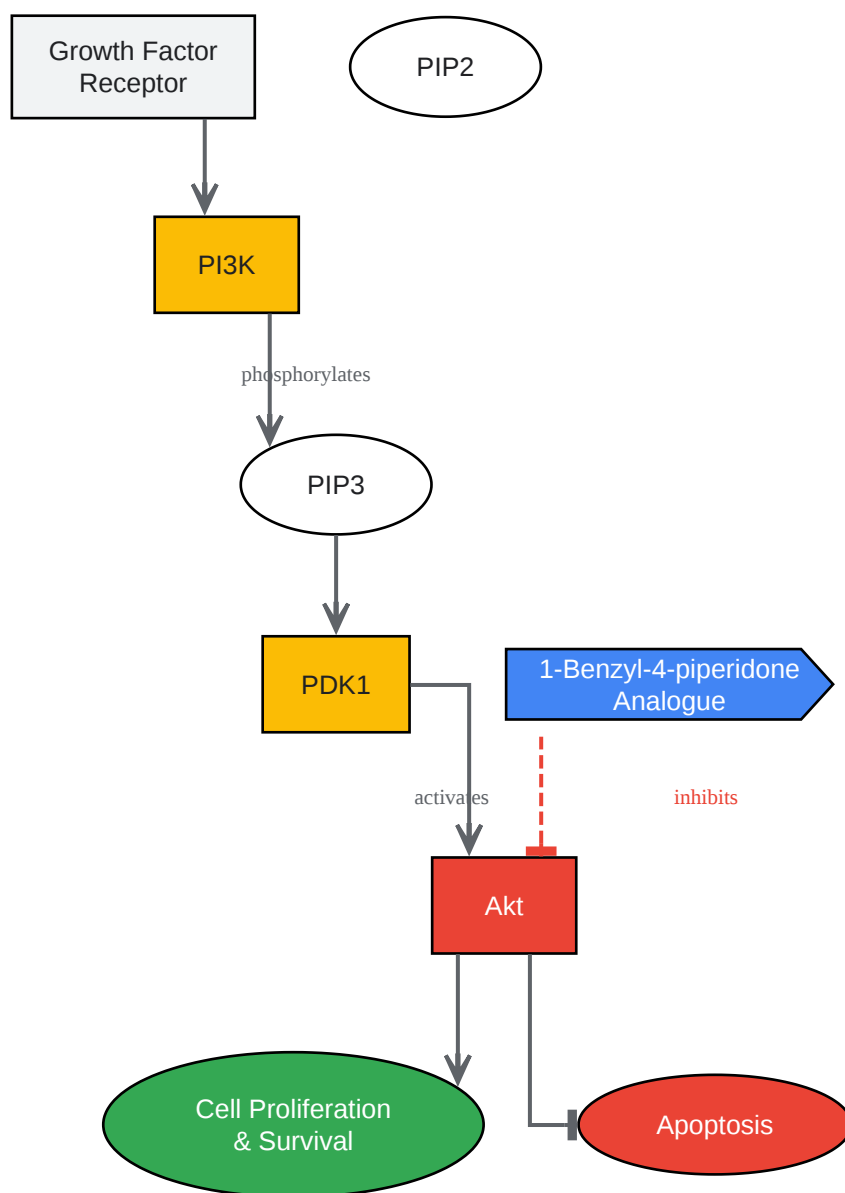 Growth Factor
Receptor
PIP2
PI3K
phosphorylates
PIP3
PDK1
1-Benzyl-4-piperidone
Analogue
activates
inhibits
Akt
Cell Proliferation
& Survival
Apoptosis